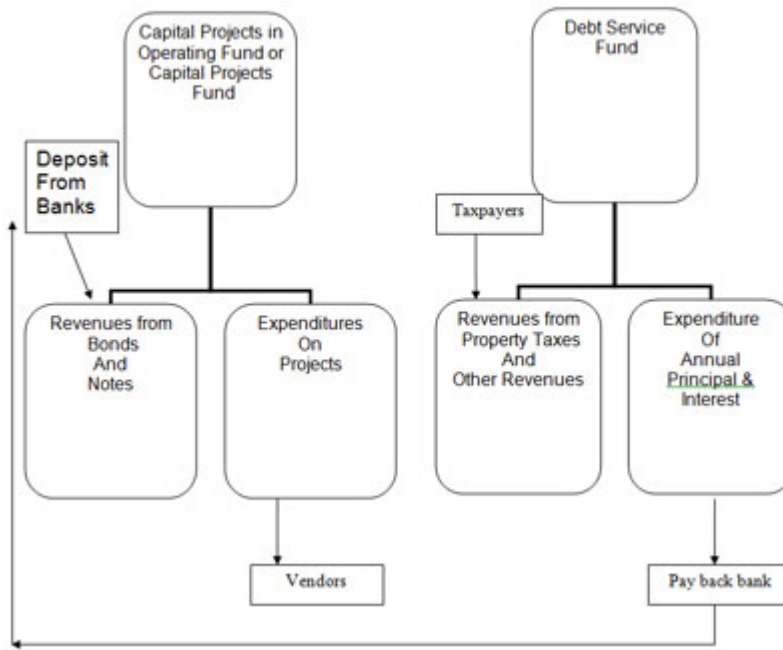 Capital Projects in
Operating Fund or
Capital Projects
Fund
Debt Service
Fund
Deposit
From
Banks
Taxpayers
Revenues from
Bonds
And
Notes
Expenditures
On
Projects
Revenues from
Property Taxes
And
Other Revenues
Expenditure
Of
Annual
Principal &
Interest
Vendors
Pay back bank